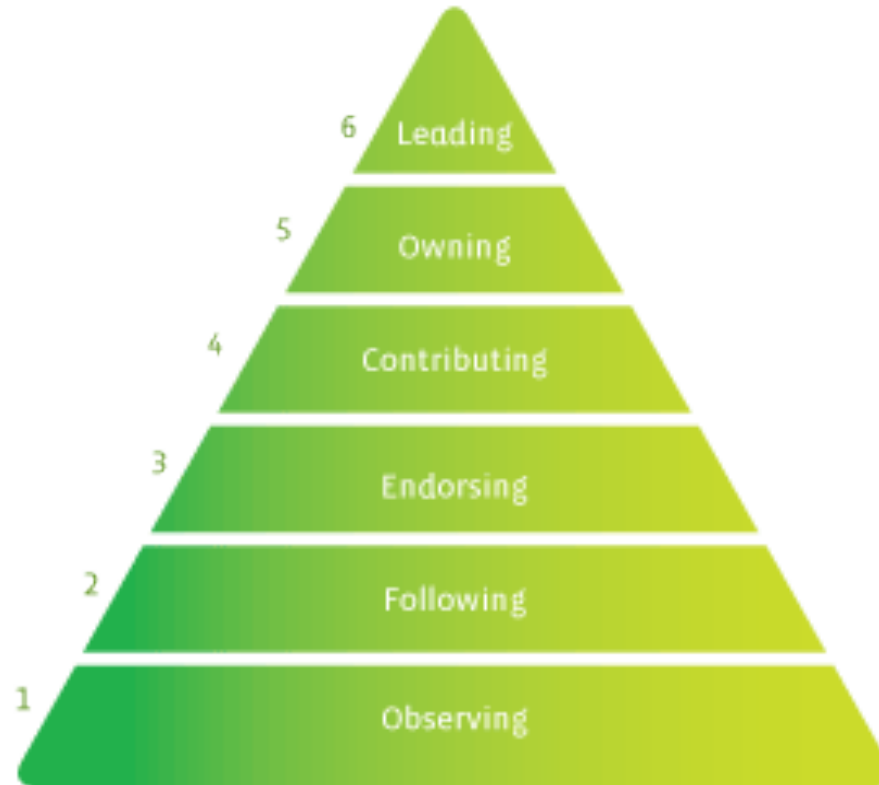 6 Leading
5 Owning
4 Contributing
3 Endorsing
2 Following
1 Observing